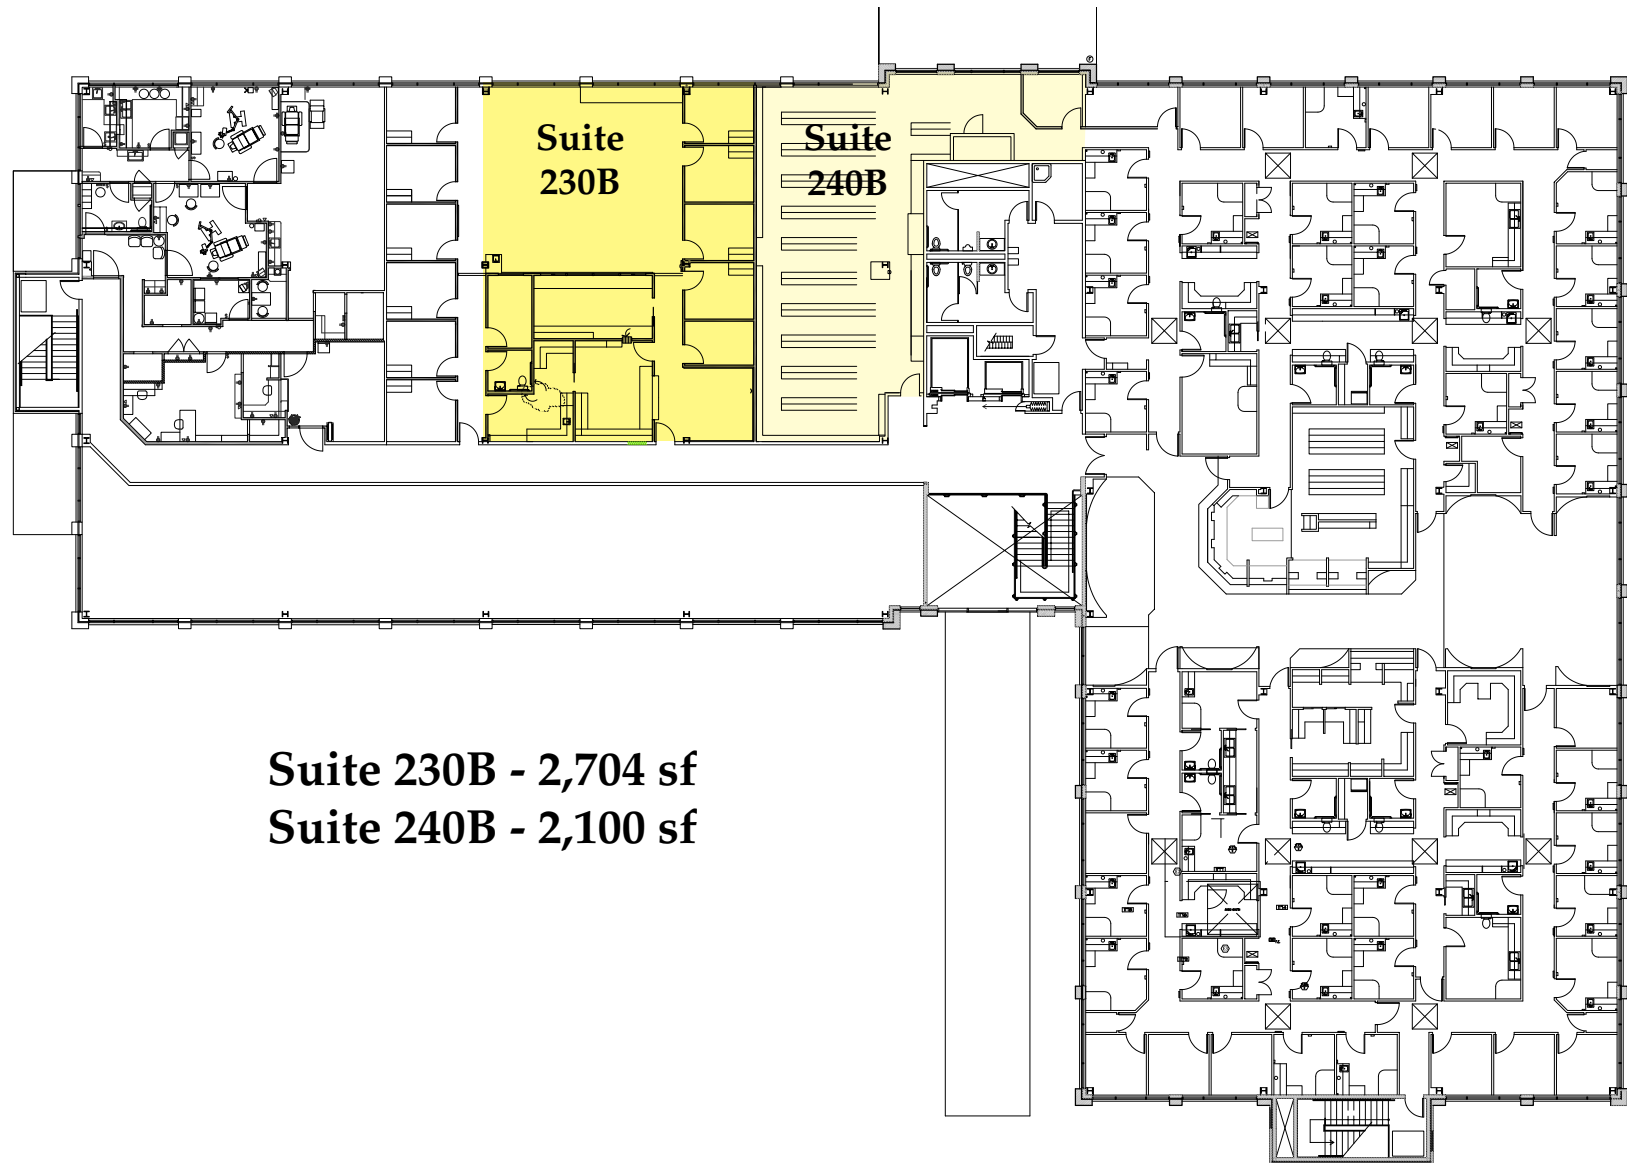 Suite
230B
Suite
240B
Suite 230B - 2,704 sf
Suite 240B - 2,100 sf